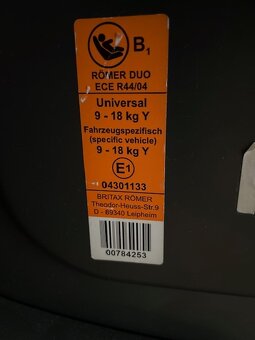 B1
RÖMER DUO
ECE R44/04
Universal
9 - 18 kg Y
Fahrzeugspezifisch
(specific vehicle)
9 - 18 kg Y
E1
04301133
BRITAX RÖMER
Theodor-Heuss-Str.9
D - 89340 Leipheim
00784253